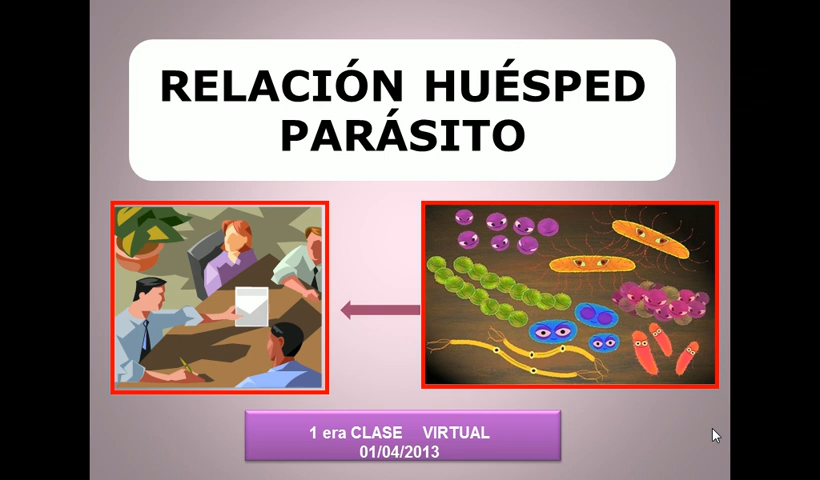 RELACIÓN HUÉSPED
PARÁSITO
1 era CLASE VIRTUAL
01/04/2013